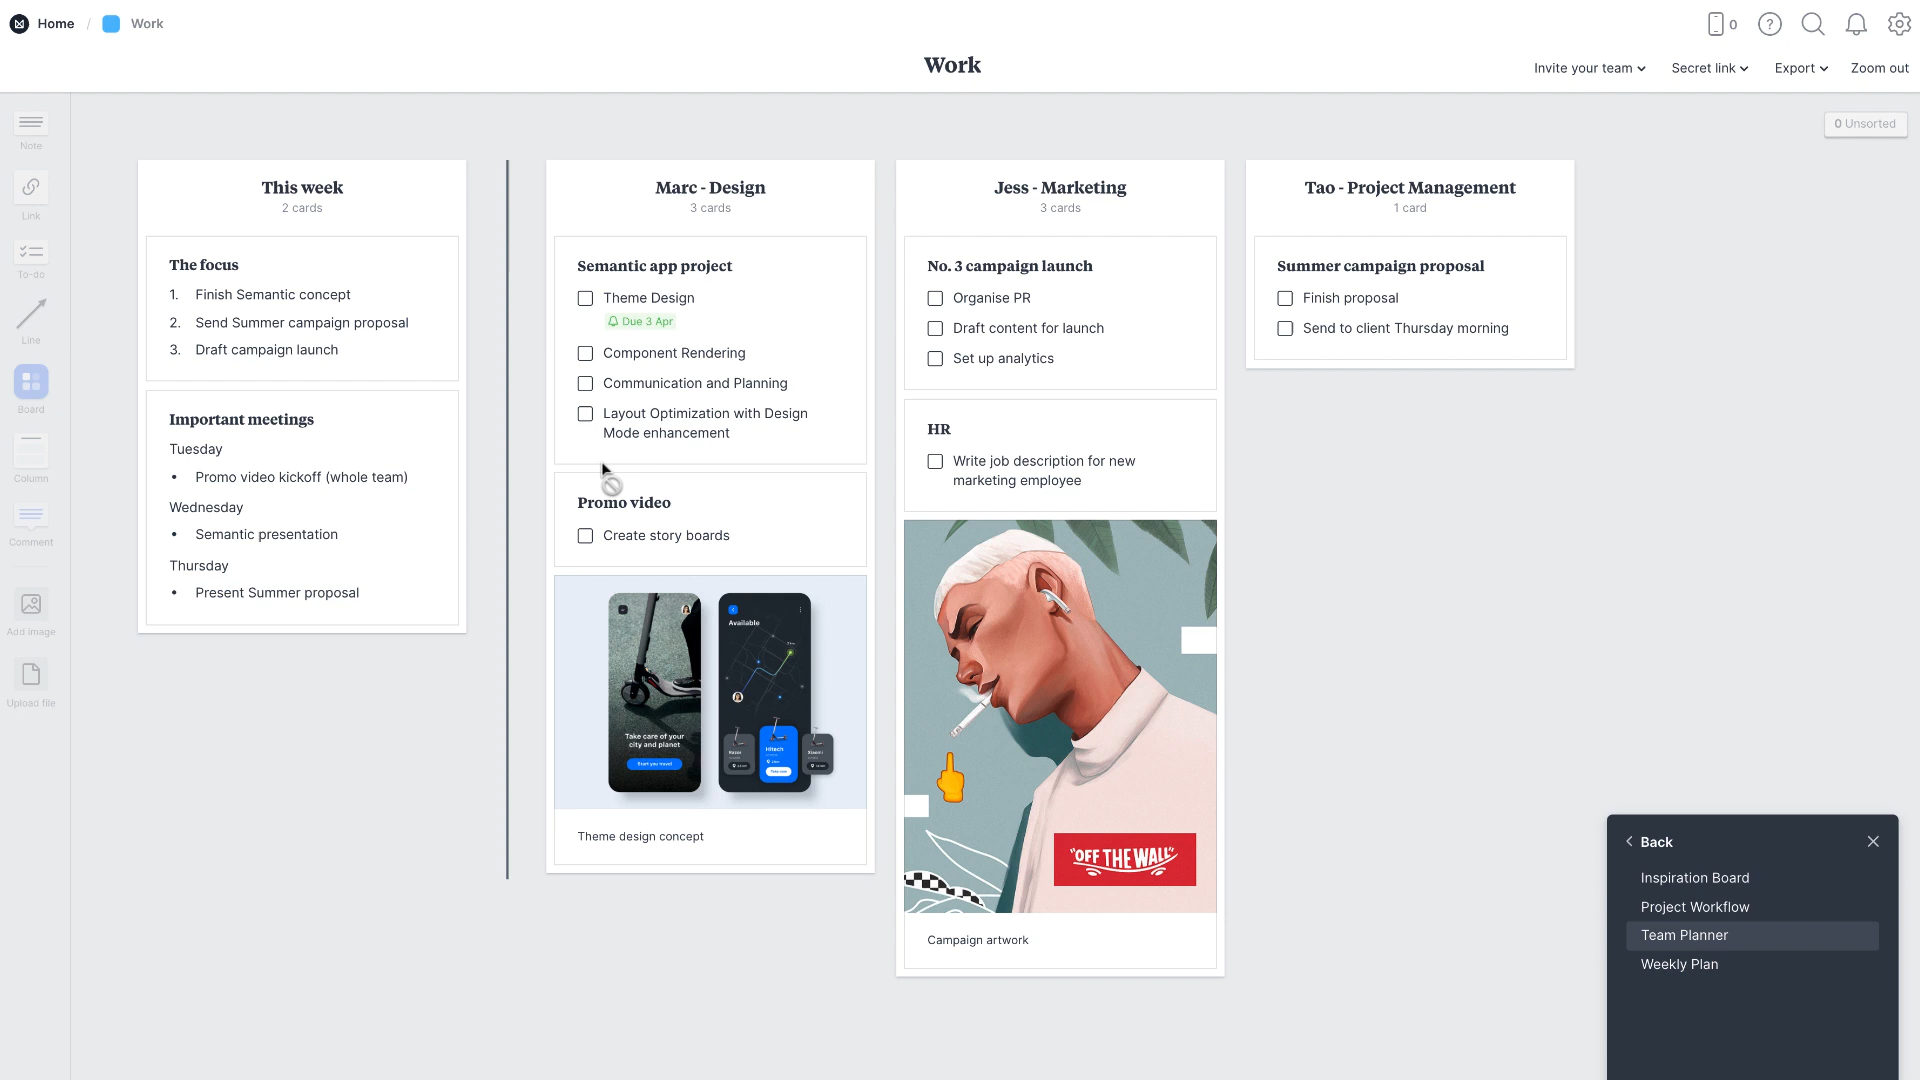 Home / Work
0
Work
Invite your team
Secret link
Export
Zoom out
0 Unsorted
Note
Link
To-do
Line
Board
Column
Comment
Add image
Upload file
This week
2 cards
The focus
1. Finish Semantic concept
2. Send Summer campaign proposal
3. Draft campaign launch
Important meetings
Tuesday
• Promo video kickoff (whole team)
Wednesday
• Semantic presentation
Thursday
• Present Summer proposal
Marc - Design
3 cards
Semantic app project
Theme Design
Due 3 Apr
Component Rendering
Communication and Planning
Layout Optimization with Design
Mode enhancement
Promo video
Create story boards
Take care of your
city and planet
Start you travel
Available
Razor
Hitech
Xiaomi
Take now
Theme design concept
Jess - Marketing
3 cards
No. 3 campaign launch
Organise PR
Draft content for launch
Set up analytics
HR
Write job description for new
marketing employee
"OFF THE WALL"
Campaign artwork
Tao - Project Management
1 card
Summer campaign proposal
Finish proposal
Send to client Thursday morning
Back
Inspiration Board
Project Workflow
Team Planner
Weekly Plan